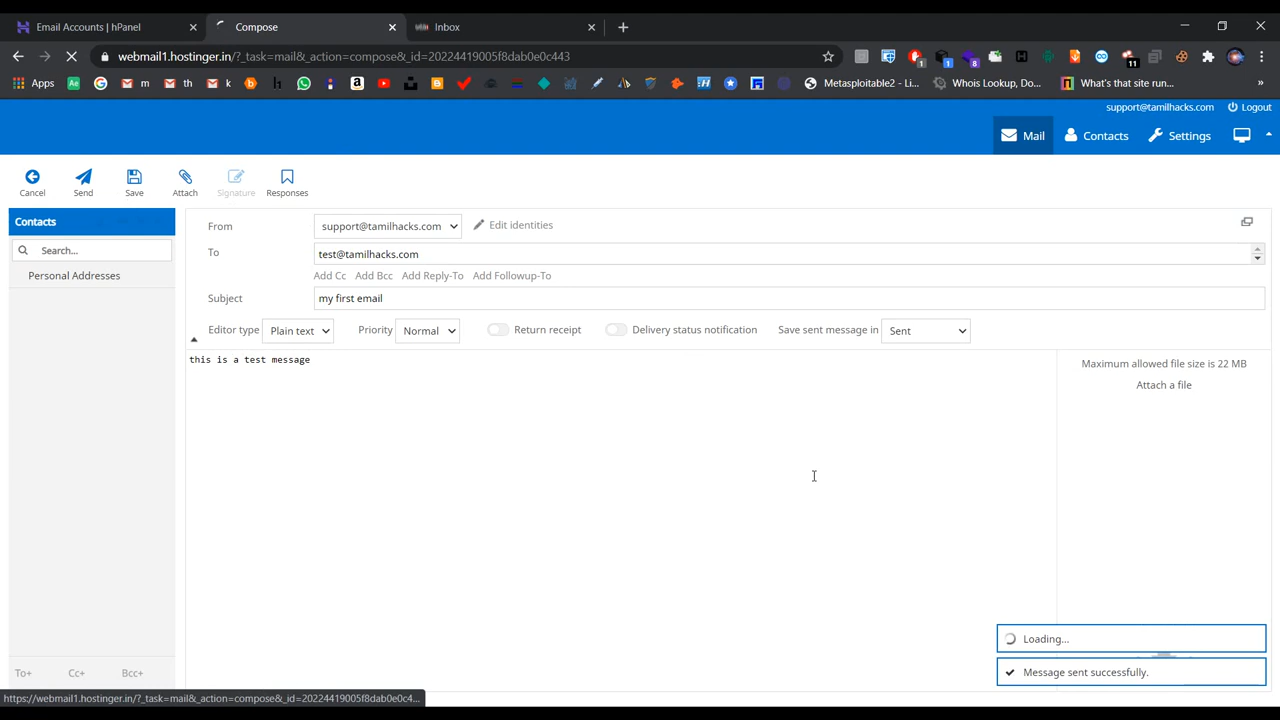 Email Accounts | hPanel
Compose
Inbox
webmail1.hostinger.in/?_task=mail&_action=compose&_id=20224419005f8dab0e0c443
1
1
8
11
Apps
m
th
k
Metasploitable2 - Li...
Whois Lookup, Do...
What's that site run...
support@tamilhacks.com
Logout
Mail
Contacts
Settings
Cancel
Send
Save
Attach
Signature
Responses
Contacts
Search...
Personal Addresses
From
support@tamilhacks.com
Edit identities
To
test@tamilhacks.com
Add Cc
Add Bcc
Add Reply-To
Add Followup-To
Subject
my first email
Editor type
Plain text
Priority
Normal
Return receipt
Delivery status notification
Save sent message in
Sent
this is a test message
Maximum allowed file size is 22 MB
Attach a file
Loading...
Message sent successfully.
To+
Cc+
Bcc+
https://webmail1.hostinger.in/?_task=mail&_action=compose&_id=20224419005f8dab0e0c4...